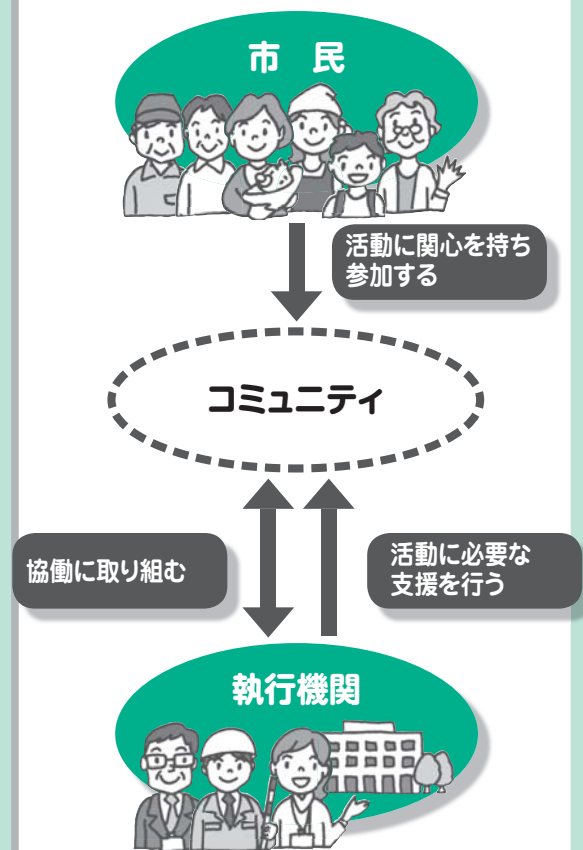 市　民
活動に関心を持ち
参加する
コミュニティ
協働に取り組む
活動に必要な
支援を行う
執行機関